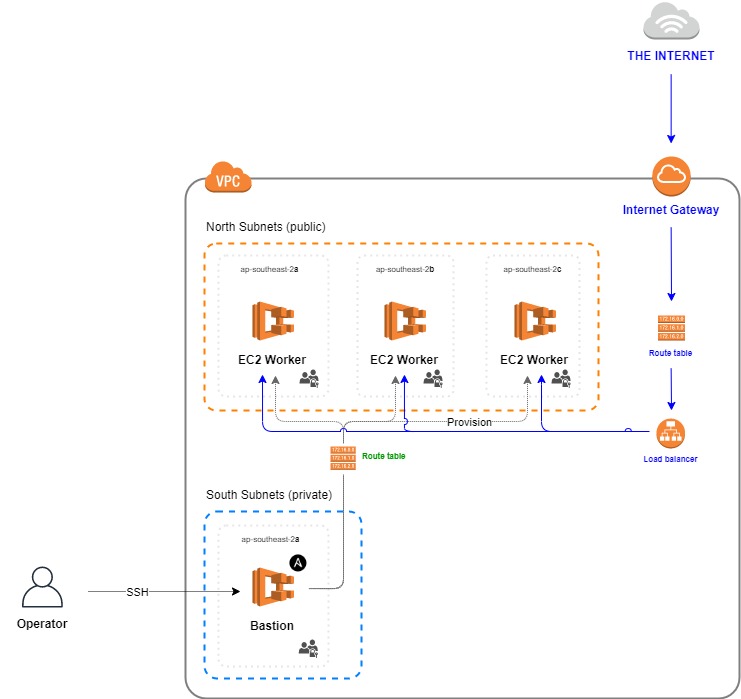 THE INTERNET
VPC
Internet Gateway
North Subnets (public)
ap-southeast-2a
ap-southeast-2b
ap-southeast-2c
EC2 Worker
EC2 Worker
EC2 Worker
172.16.0.0
172.16.1.0
172.16.2.0
Route table
Provision
Load balancer
172.16.0.0
172.16.1.0
172.16.2.0
Route table
South Subnets (private)
ap-southeast-2a
A
SSH
Bastion
Operator